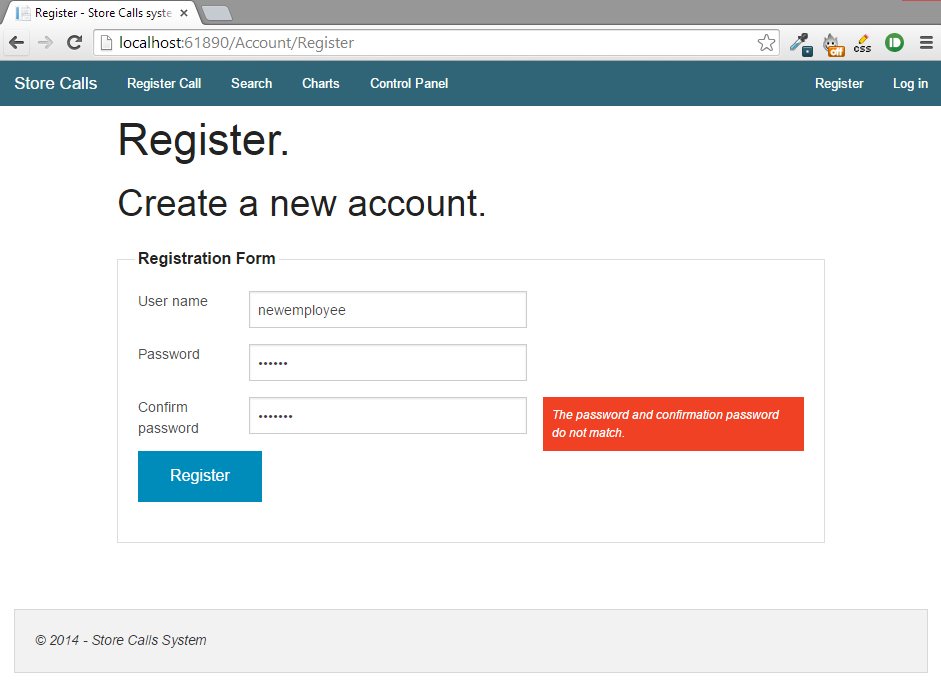 Register - Store Calls syste
localhost:61890/Account/Register
off
css
Store Calls Register Call Search Charts Control Panel Register Log in
Register.
Create a new account.
Registration Form
User name newemployee
Password ••••••
Confirm
password •••••••
The password and confirmation password
do not match.
Register
© 2014 - Store Calls System